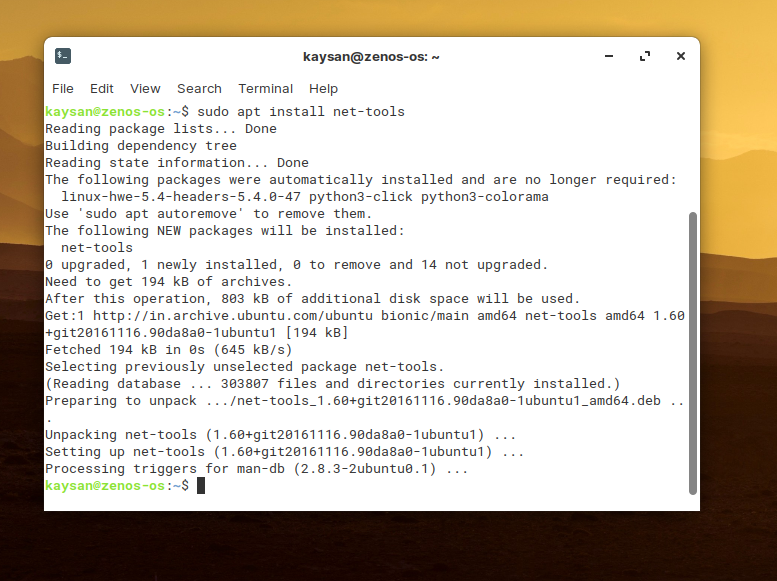 kaysan@zenos-os: ~
File Edit View Search Terminal Help
kaysan@zenos-os:~$ sudo apt install net-tools
Reading package lists... Done
Building dependency tree
Reading state information... Done
The following packages were automatically installed and are no longer required:
  linux-hwe-5.4-headers-5.4.0-47 python3-click python3-colorama
Use 'sudo apt autoremove' to remove them.
The following NEW packages will be installed:
  net-tools
0 upgraded, 1 newly installed, 0 to remove and 14 not upgraded.
Need to get 194 kB of archives.
After this operation, 803 kB of additional disk space will be used.
Get:1 http://in.archive.ubuntu.com/ubuntu bionic/main amd64 net-tools amd64 1.60
+git20161116.90da8a0-1ubuntu1 [194 kB]
Fetched 194 kB in 0s (645 kB/s)
Selecting previously unselected package net-tools.
(Reading database ... 303807 files and directories currently installed.)
Preparing to unpack .../net-tools_1.60+git20161116.90da8a0-1ubuntu1_amd64.deb ..
.
Unpacking net-tools (1.60+git20161116.90da8a0-1ubuntu1) ...
Setting up net-tools (1.60+git20161116.90da8a0-1ubuntu1) ...
Processing triggers for man-db (2.8.3-2ubuntu0.1) ...
kaysan@zenos-os:~$